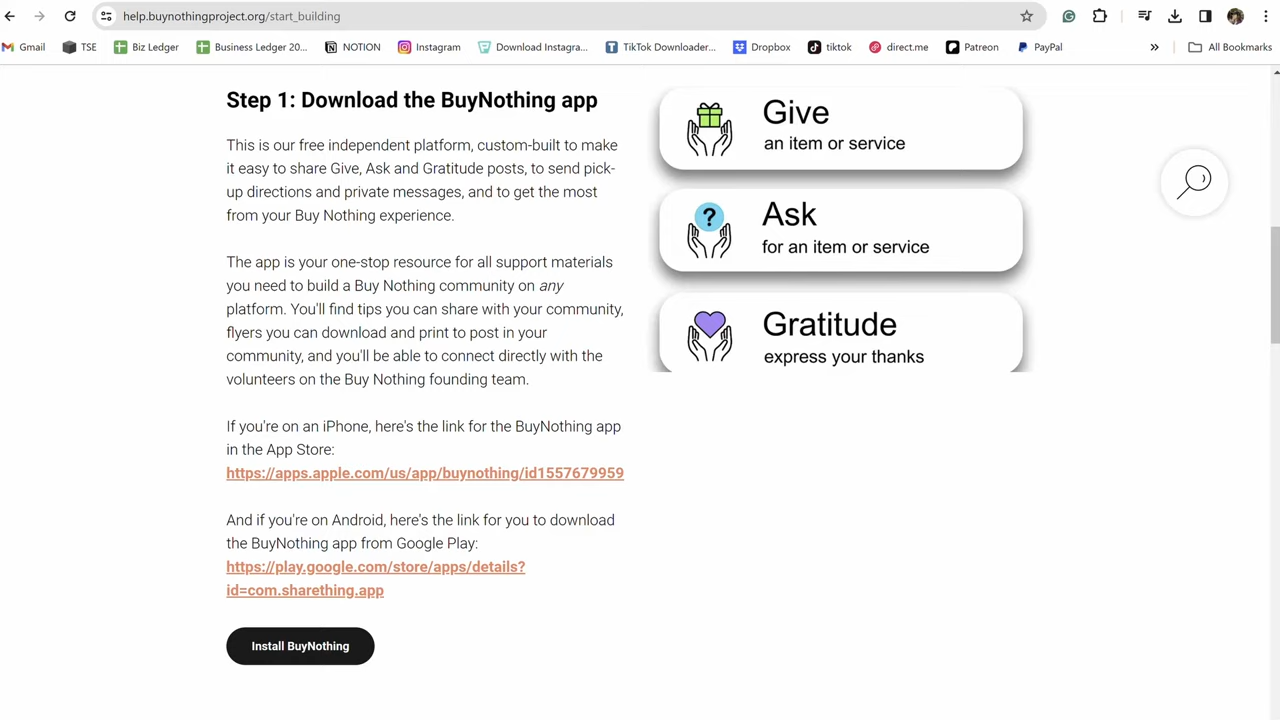 help.buynothingproject.org/start_building
Gmail
TSE
Biz Ledger
Business Ledger 20...
NOTION
Instagram
Download Instagra...
TikTok Downloader...
Dropbox
tiktok
direct.me
Patreon
PayPal
»
All Bookmarks
Step 1: Download the BuyNothing app
This is our free independent platform, custom-built to make
it easy to share Give, Ask and Gratitude posts, to send pick-
up directions and private messages, and to get the most
from your Buy Nothing experience.
The app is your one-stop resource for all support materials
you need to build a Buy Nothing community on any
platform. You'll find tips you can share with your community,
flyers you can download and print to post in your
community, and you'll be able to connect directly with the
volunteers on the Buy Nothing founding team.
If you're on an iPhone, here's the link for the BuyNothing app
in the App Store:
https://apps.apple.com/us/app/buynothing/id1557679959
And if you're on Android, here's the link for you to download
the BuyNothing app from Google Play:
https://play.google.com/store/apps/details?
id=com.sharething.app
Install BuyNothing
Give
an item or service
?
Ask
for an item or service
Gratitude
express your thanks